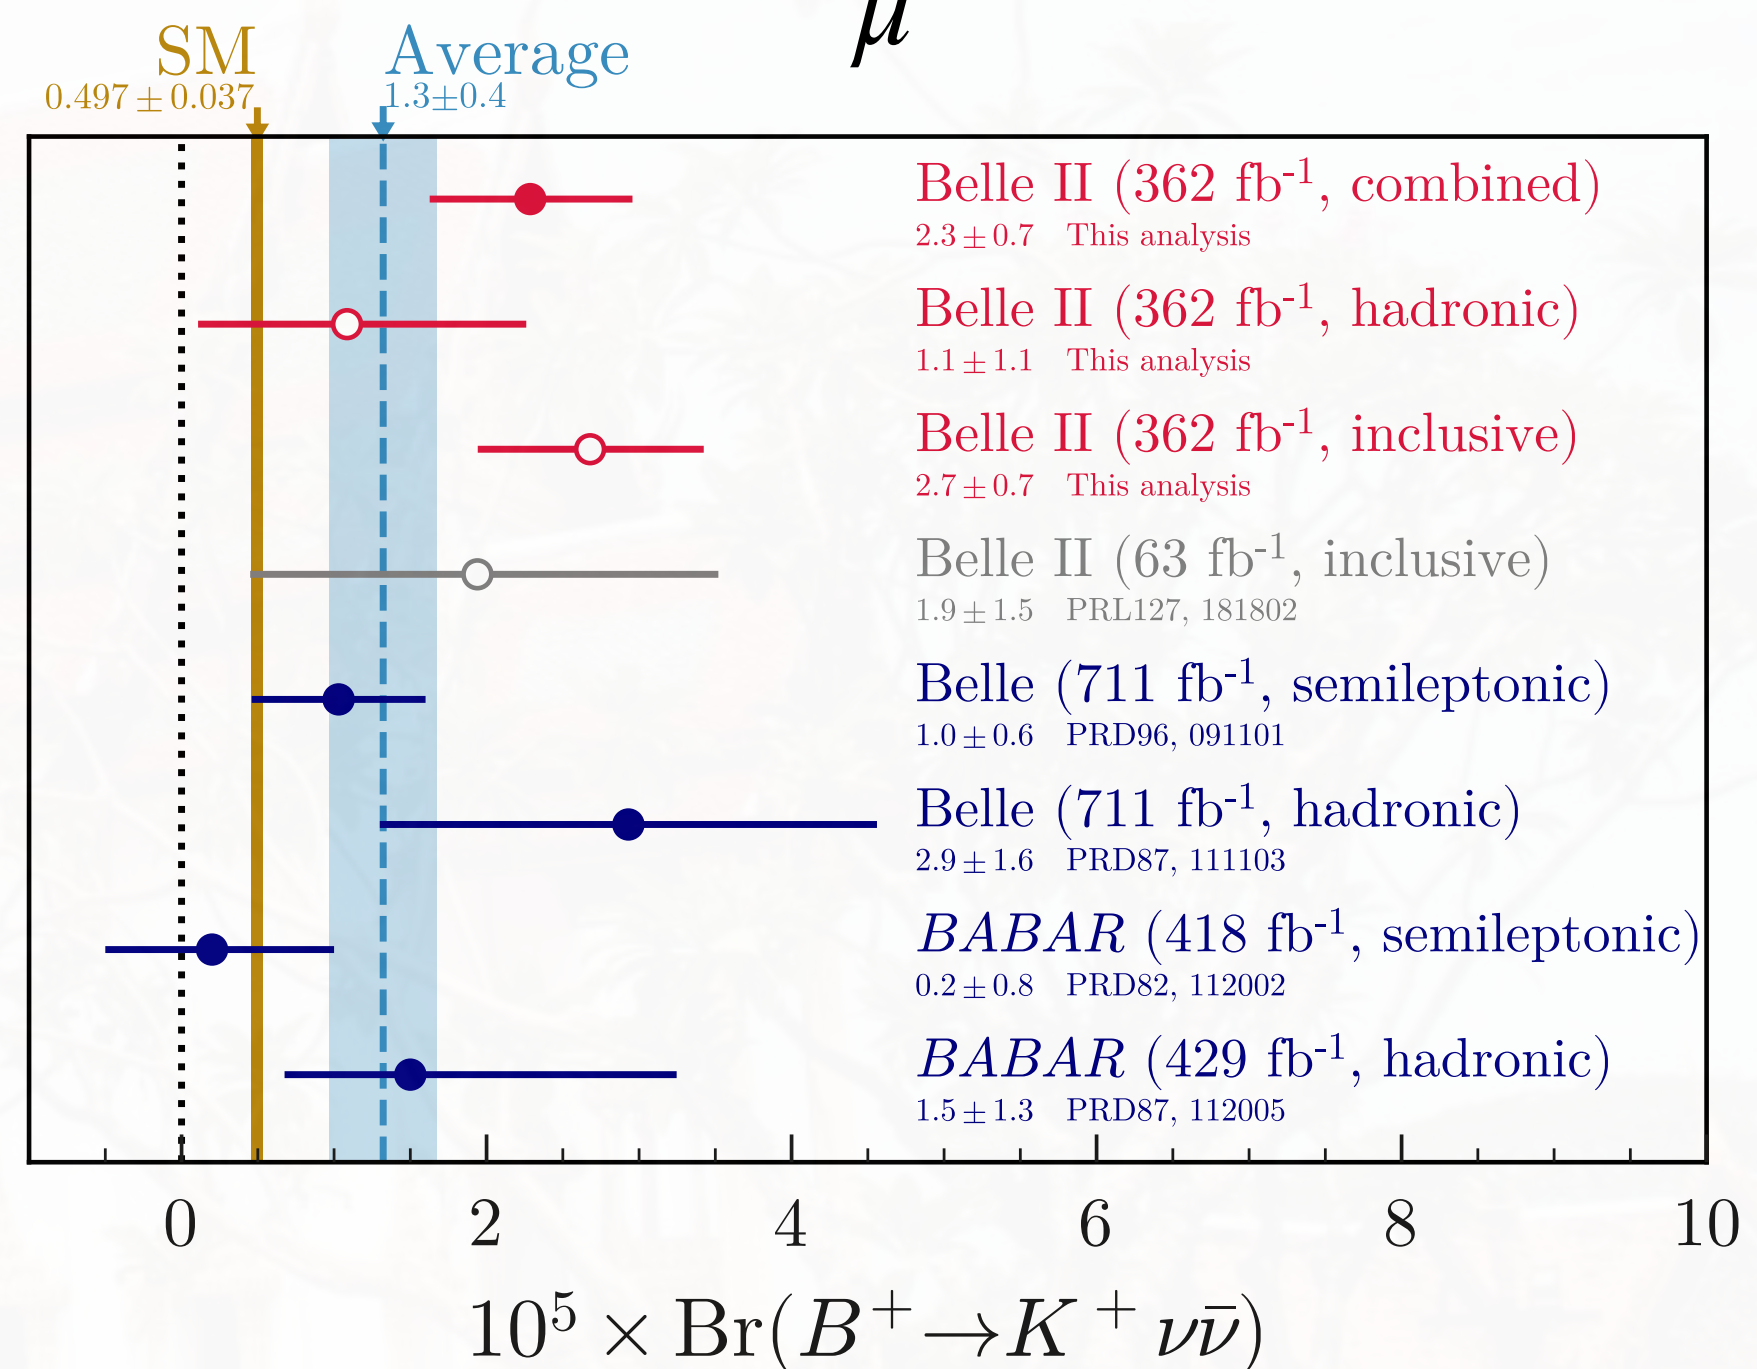 μ
SM
0.497 ± 0.037
Average
1.3±0.4
Belle II (362 fb⁻¹, combined)
2.3 ± 0.7 This analysis
Belle II (362 fb⁻¹, hadronic)
1.1 ± 1.1 This analysis
Belle II (362 fb⁻¹, inclusive)
2.7 ± 0.7 This analysis
Belle II (63 fb⁻¹, inclusive)
1.9 ± 1.5 PRL127, 181802
Belle (711 fb⁻¹, semileptonic)
1.0 ± 0.6 PRD96, 091101
Belle (711 fb⁻¹, hadronic)
2.9 ± 1.6 PRD87, 111103
BABAR (418 fb⁻¹, semileptonic)
0.2 ± 0.8 PRD82, 112002
BABAR (429 fb⁻¹, hadronic)
1.5 ± 1.3 PRD87, 112005
0 2 4 6 8 10
10⁵ × Br(B⁺→K⁺νν̄)